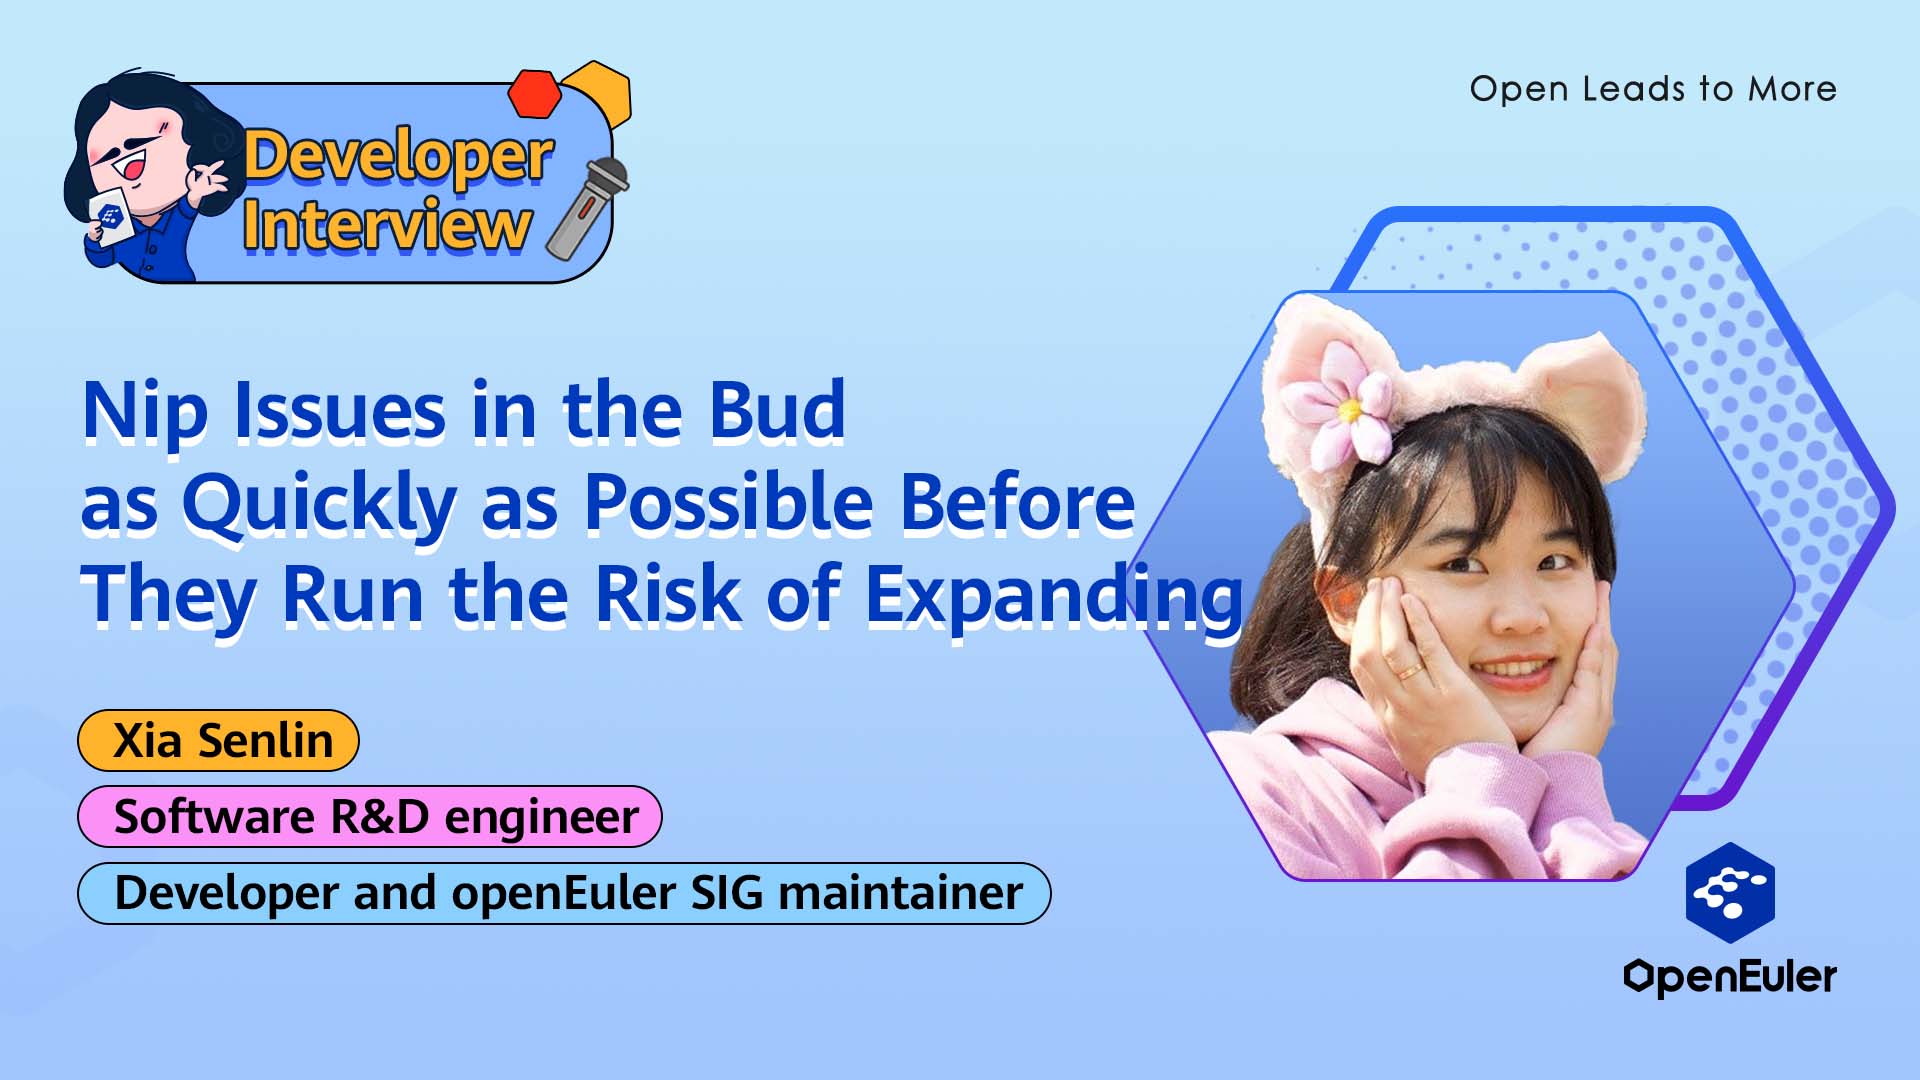 Developer
Interview
Open Leads to More
Nip Issues in the Bud
as Quickly as Possible Before
They Run the Risk of Expanding
Xia Senlin
Software R&D engineer
Developer and openEuler SIG maintainer
OpenEuler